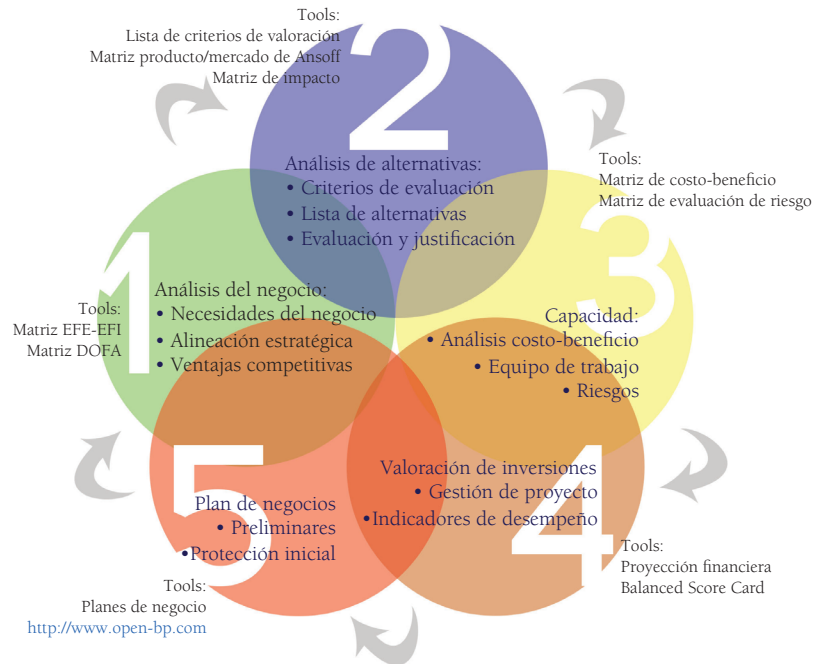 Tools:
Lista de criterios de valoración
Matriz producto/mercado de Ansoff
Matriz de impacto
2
Análisis de alternativas:
• Criterios de evaluación
• Lista de alternativas
• Evaluación y justificación
Tools:
Matriz de costo-beneficio
Matriz de evaluación de riesgo
3
Capacidad:
• Análisis costo-beneficio
• Equipo de trabajo
• Riesgos
1
Análisis del negocio:
• Necesidades del negocio
• Alineación estratégica
• Ventajas competitivas
Tools:
Matriz EFE-EFI
Matriz DOFA
4
Valoración de inversiones
• Gestión de proyecto
•Indicadores de desempeño
Tools:
Proyección financiera
Balanced Score Card
5
Plan de negocios
• Preliminares
•Protección inicial
Tools:
Planes de negocio
http://www.open-bp.com